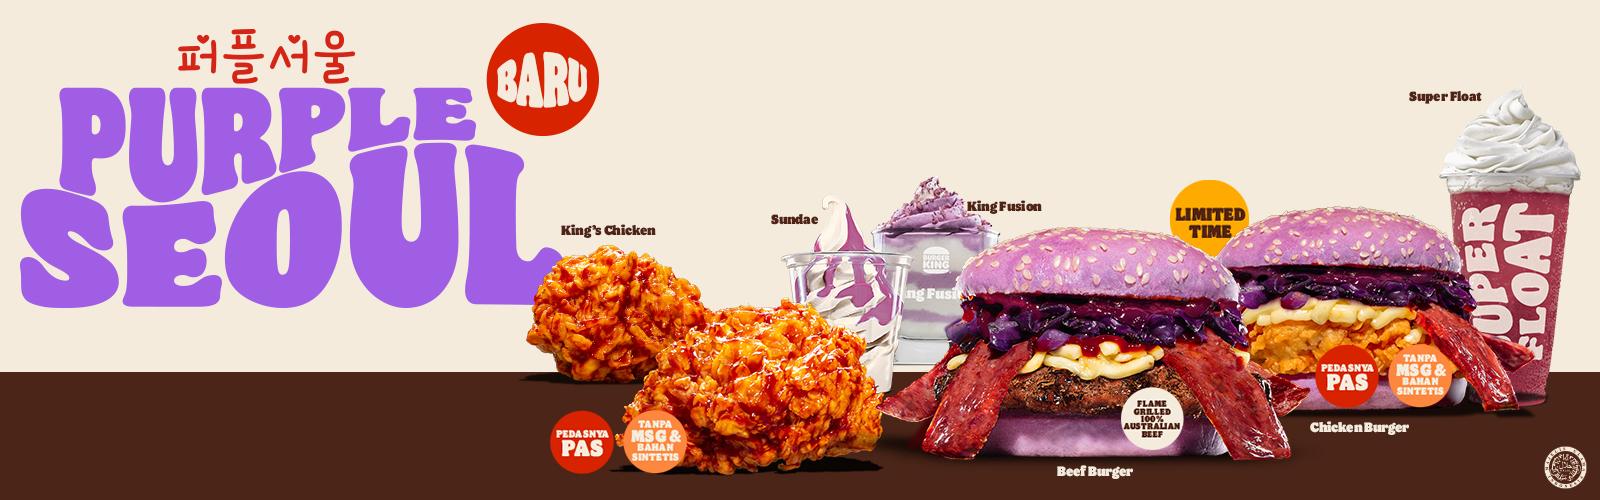 퍼플서울
PURPLE
SEOUL
BARU
King's Chicken
Sundae
King Fusion
BURGER
KING
LIMITED
TIME
Super Float
SUPER
FLOAT
PEDASNYA
PAS
TANPA
MSG &
BAHAN
SINTETIS
FLAME
GRILLED
100%
AUSTRALIAN
BEEF
Beef Burger
PEDASNYA
PAS
TANPA
MSG &
BAHAN
SINTETIS
Chicken Burger